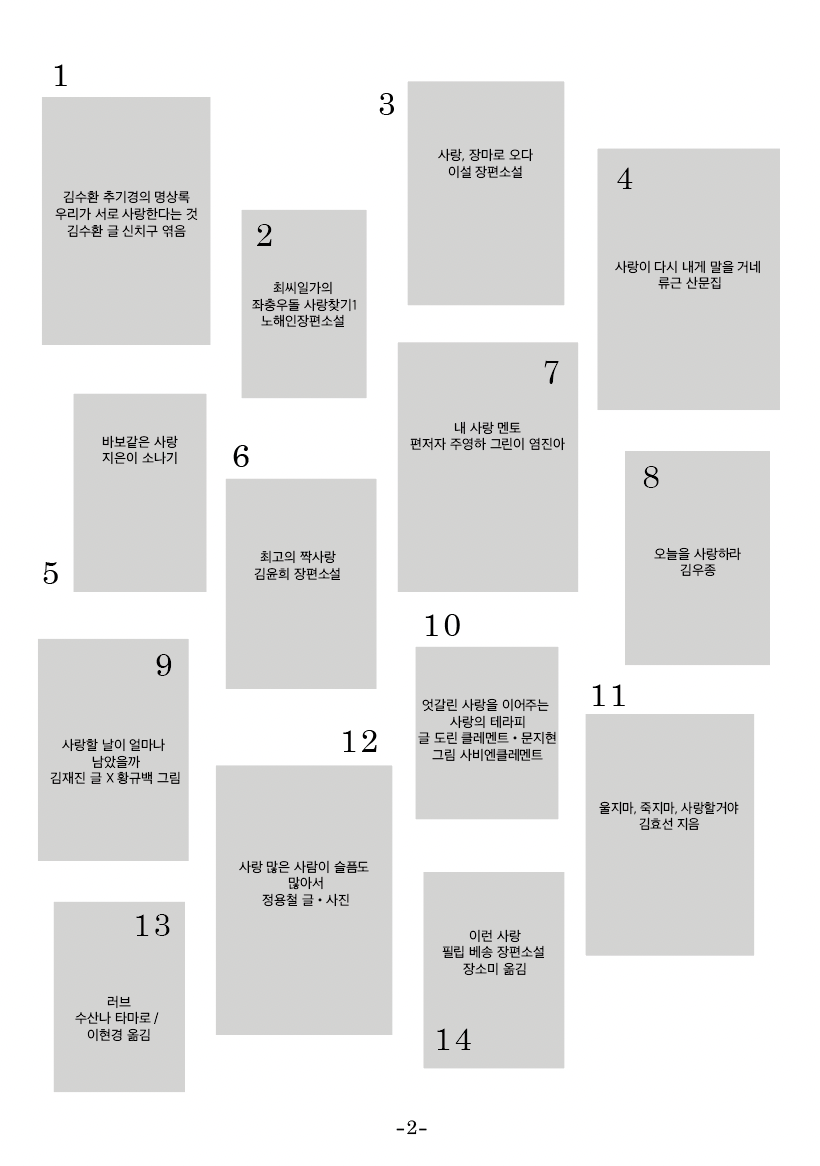 1
김수환 추기경의 명상록
우리가 서로 사랑한다는 것
김수환 글 신치구 엮음
2
최씨일가의
좌충우돌 사랑찾기1
노해인장편소설
3
사랑, 장마로 오다
이설 장편소설
4
사랑이 다시 내게 말을 거네
류근 산문집
바보같은 사랑
지은이 소나기
5
6
최고의 짝사랑
김윤희 장편소설
7
내 사랑 멘토
편저자 주영하 그린이 염진아
8
오늘을 사랑하라
김우종
9
사랑할 날이 얼마나
남았을까
김재진 글 X 황규백 그림
10
엇갈린 사랑을 이어주는
사랑의 테라피
글 도린 클레멘트 • 문지현
그림 사비엔클레멘트
11
울지마, 죽지마, 사랑할거야
김효선 지음
12
사랑 많은 사람이 슬픔도
많아서
정용철 글 • 사진
13
러브
수산나 타마로 /
이현경 옮김
이런 사랑
필립 베송 장편소설
장소미 옮김
14
-2-